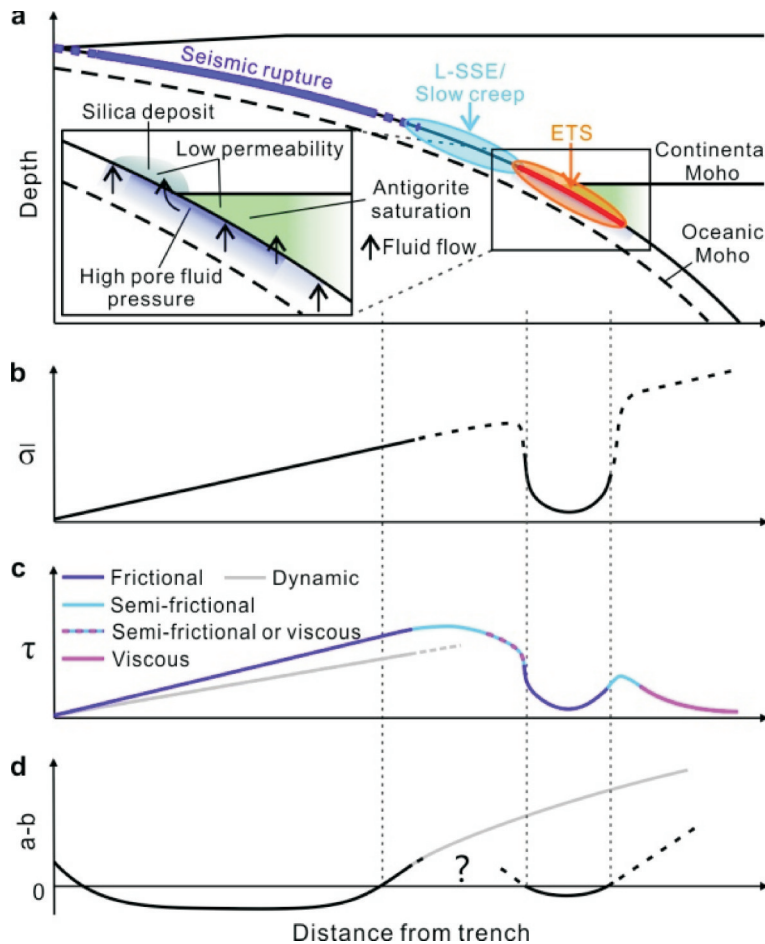 a
Seismic rupture
L-SSE/
Slow creep
Silica deposit
ETS
Low permeability
Continental
Moho
Antigorite
saturation
Depth
Oceanic
Moho
Fluid flow
High pore fluid
pressure
b
σ̄
c
Frictional
Dynamic
Semi-frictional
Semi-frictional or viscous
Viscous
τ
d
a-b
?
0
Distance from trench